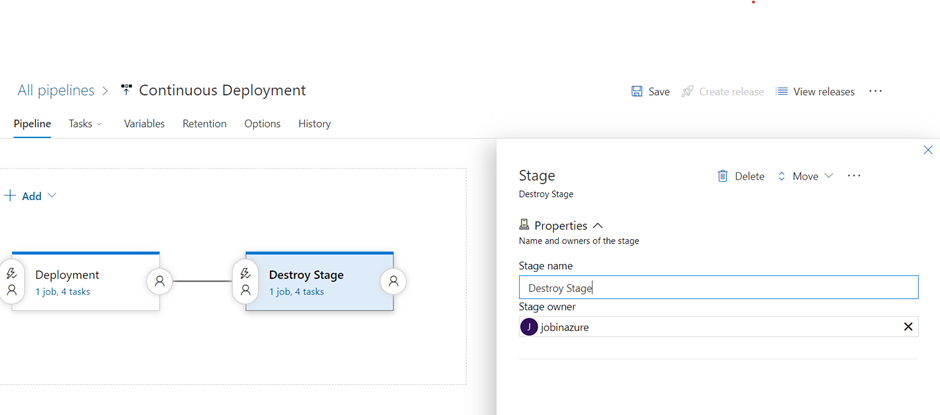 All pipelines > Continuous Deployment
Save Create release View releases ...
Pipeline Tasks Variables Retention Options History
Add
Deployment
1 job, 4 tasks
Destroy Stage
1 job, 4 tasks
Stage
Destroy Stage
Delete Move ...
Properties
Name and owners of the stage
Stage name
Destroy Stage
Stage owner
J jobinazure